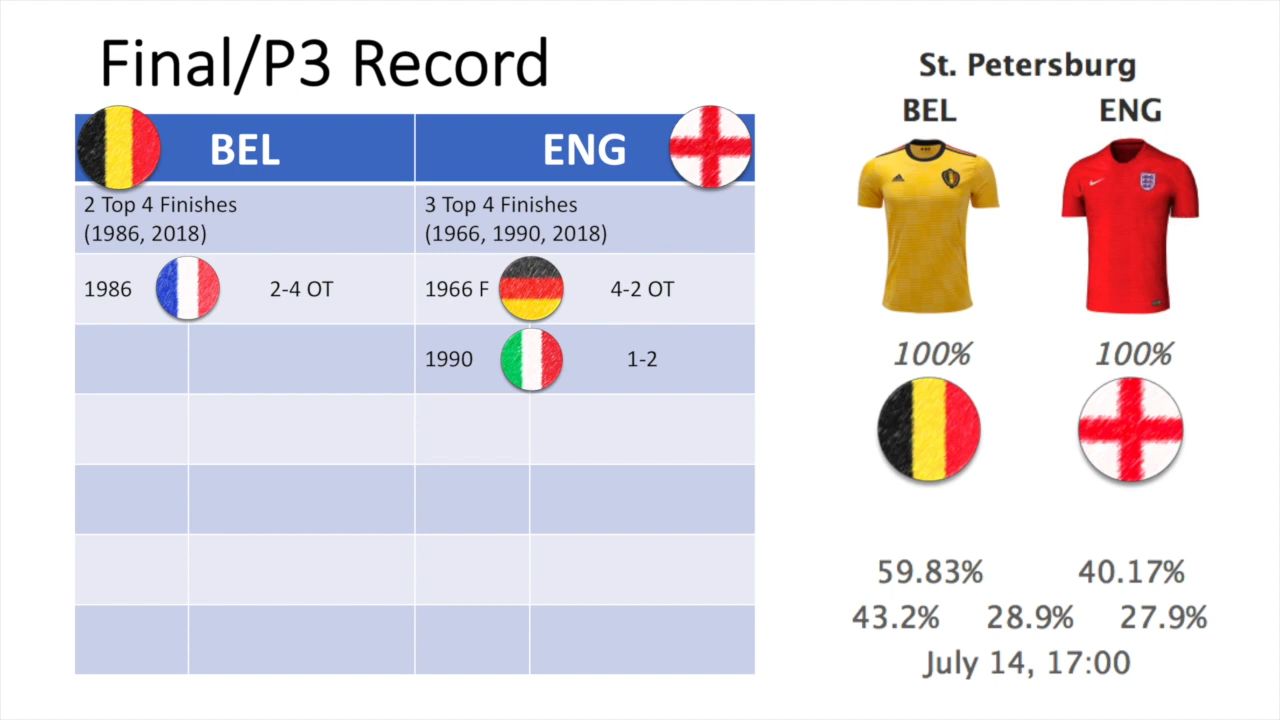 Final/P3 Record
BEL ENG
2 Top 4 Finishes
(1986, 2018)
3 Top 4 Finishes
(1966, 1990, 2018)
1986 2-4 OT
1966 F 4-2 OT
1990 1-2
St. Petersburg
BEL ENG
100% 100%
59.83% 40.17%
43.2% 28.9% 27.9%
July 14, 17:00